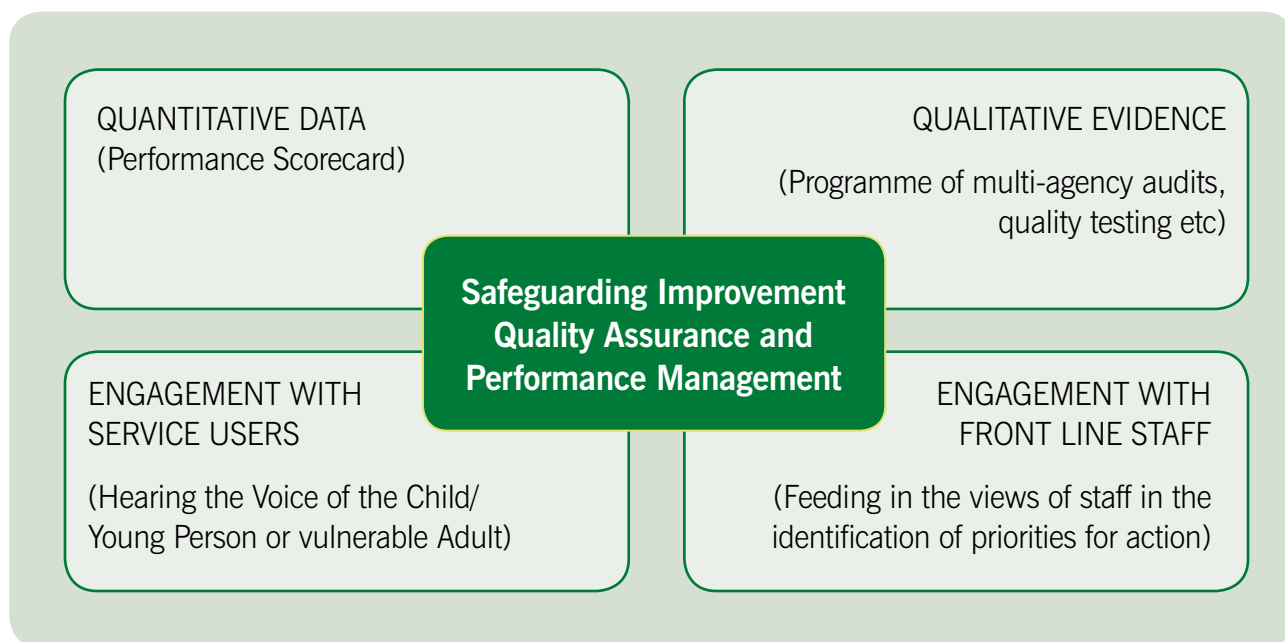 QUANTITATIVE DATA
(Performance Scorecard)
QUALITATIVE EVIDENCE
(Programme of multi-agency audits,
quality testing etc)
Safeguarding Improvement
Quality Assurance and
Performance Management
ENGAGEMENT WITH
SERVICE USERS
(Hearing the Voice of the Child/
Young Person or vulnerable Adult)
ENGAGEMENT WITH
FRONT LINE STAFF
(Feeding in the views of staff in the
identification of priorities for action)